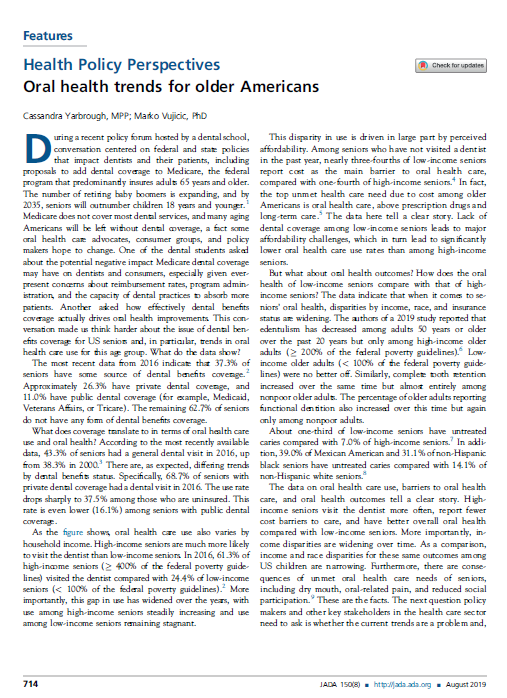 Features
Health Policy Perspectives
Check for updates
Oral health trends for older Americans
Cassandra Yarbrough, MPP; Marko Vujicic, PhD
During a recent policy forum hosted by a dental school,
conversation centered on federal and state policies
that impact dentists and their patients, including
proposals to add dental coverage to Medicare, the federal
program that predominantly insures adults 65 years and older.
The number of retiring baby boomers is expanding, and by
2035, seniors will outnumber children 18 years and younger.1
Medicare does not cover most dental services, and many aging
Americans will be left without dental coverage, a fact some
oral health care advocates, consumer groups, and policy
makers hope to change. One of the dental students asked
about the potential negative impact Medicare dental coverage
may have on dentists and consumers, especially given ever-
present concerns about reimbursement rates, program admin-
istration, and the capacity of dental practices to absorb more
patients. Another asked how effectively dental benefits
coverage actually drives oral health improvements. This con-
versation made us think harder about the issue of dental ben-
efits coverage for US seniors and, in particular, trends in oral
health care use for this age group. What do the data show?
The most recent data from 2016 indicate that 37.3% of
seniors have some source of dental benefits coverage.2
Approximately 26.3% have private dental coverage, and
11.0% have public dental coverage (for example, Medicaid,
Veterans Affairs, or Tricare). The remaining 62.7% of seniors
do not have any form of dental benefits coverage.
What does coverage translate to in terms of oral health care
use and oral health? According to the most recently available
data, 43.3% of seniors had a general dental visit in 2016, up
from 38.3% in 2000.3 There are, as expected, differing trends
by dental benefits status. Specifically, 68.7% of seniors with
private dental coverage had a dental visit in 2016. The use rate
drops sharply to 37.5% among those who are uninsured. This
rate is even lower (16.1%) among seniors with public dental
coverage.
As the figure shows, oral health care use also varies by
household income. High-income seniors are much more likely
to visit the dentist than low-income seniors. In 2016, 61.3% of
high-income seniors (≥ 400% of the federal poverty guide-
lines) visited the dentist compared with 24.4% of low-income
seniors (< 100% of the federal poverty guidelines).2 More
importantly, this gap in use has widened over the years, with
use among high-income seniors steadily increasing and use
among low-income seniors remaining stagnant.
This disparity in use is driven in large part by perceived
affordability. Among seniors who have not visited a dentist
in the past year, nearly three-fourths of low-income seniors
report cost as the main barrier to oral health care,
compared with one-fourth of high-income seniors.4 In fact,
the top unmet health care need due to cost among older
Americans is oral health care, above prescription drugs and
long-term care.5 The data here tell a clear story. Lack of
dental coverage among low-income seniors leads to major
affordability challenges, which in turn lead to significantly
lower oral health care use rates than among high-income
seniors.
But what about oral health outcomes? How does the oral
health of low-income seniors compare with that of high-
income seniors? The data indicate that when it comes to se-
niors' oral health, disparities by income, race, and insurance
status are widening. The authors of a 2019 study reported that
edentulism has decreased among adults 50 years or older
over the past 20 years but only among high-income older
adults (≥ 200% of the federal poverty guidelines).6 Low-
income older adults (< 100% of the federal poverty guide-
lines) were no better off. Similarly, complete tooth retention
increased over the same time but almost entirely among
nonpoor older adults. The percentage of older adults reporting
functional dentition also increased over this time but again
only among nonpoor adults.
About one-third of low-income seniors have untreated
caries compared with 7.0% of high-income seniors.7 In addi-
tion, 39.0% of Mexican American and 31.1% of non-Hispanic
black seniors have untreated caries compared with 14.1% of
non-Hispanic white seniors.8
The data on oral health care use, barriers to oral health
care, and oral health outcomes tell a clear story. High-
income seniors visit the dentist more often, report fewer
cost barriers to care, and have better overall oral health
compared with low-income seniors. More importantly, in-
come disparities are widening over time. As a comparison,
income and race disparities for these same outcomes among
US children are narrowing. Furthermore, there are conse-
quences of unmet oral health care needs of seniors,
including dry mouth, oral-related pain, and reduced social
participation.9 These are the facts. The next question policy
makers and other key stakeholders in the health care sector
need to ask is whether the current trends are a problem and,
714
JADA 150(8) ■ http://jada.ada.org ■ August 2019